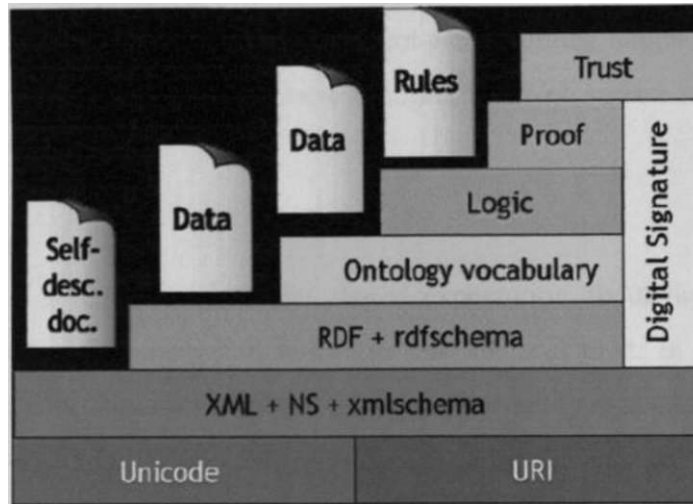 Rules
Trust
Data
Proof
Digital Signature
Data
Logic
Self-
desc.
doc.
Ontology vocabulary
RDF + rdfschema
XML + NS + xmlschema
Unicode
URI